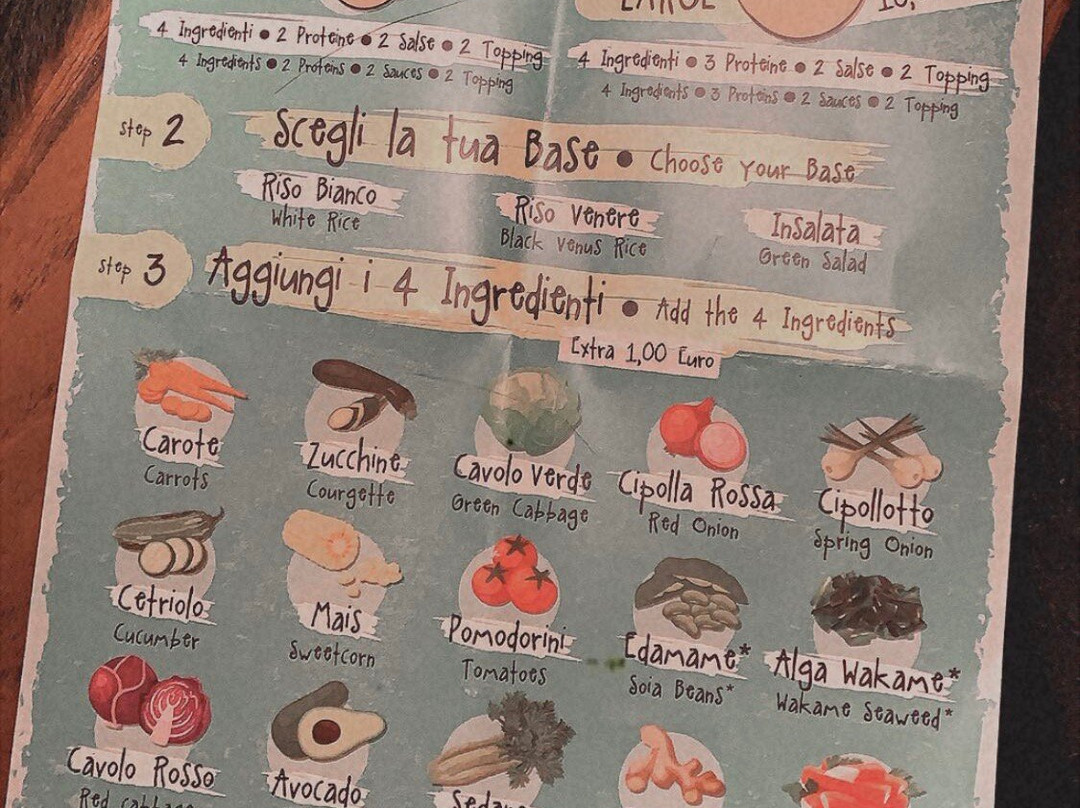 LARGE
4 Ingredienti • 2 Proteine • 2 Salse • 2 Topping
4 Ingredients • 2 Proteins • 2 Sauces • 2 Topping
4 Ingredienti • 3 Proteine • 2 Salse • 2 Topping
4 Ingredients • 3 Proteins • 2 Sauces • 2 Topping
Step 2
Scegli la tua Base • Choose Your Base
Riso Bianco
White Rice
Riso Venere
Black Venus Rice
Insalata
Green Salad
Step 3
Aggiungi i 4 Ingredienti • Add the 4 Ingredients
Extra 1,00 Euro
Carote
Carrots
Zucchine
Courgette
Cavolo Verde
Green Cabbage
Cipolla Rossa
Red Onion
Cipollotto
Spring Onion
Cetriolo
Cucumber
Mais
Sweetcorn
Pomodorini
Tomatoes
Edamame*
Soia Beans*
Alga Wakame*
Wakame Seaweed*
Cavolo Rosso
Red Cabbage
Avocado
Sedano